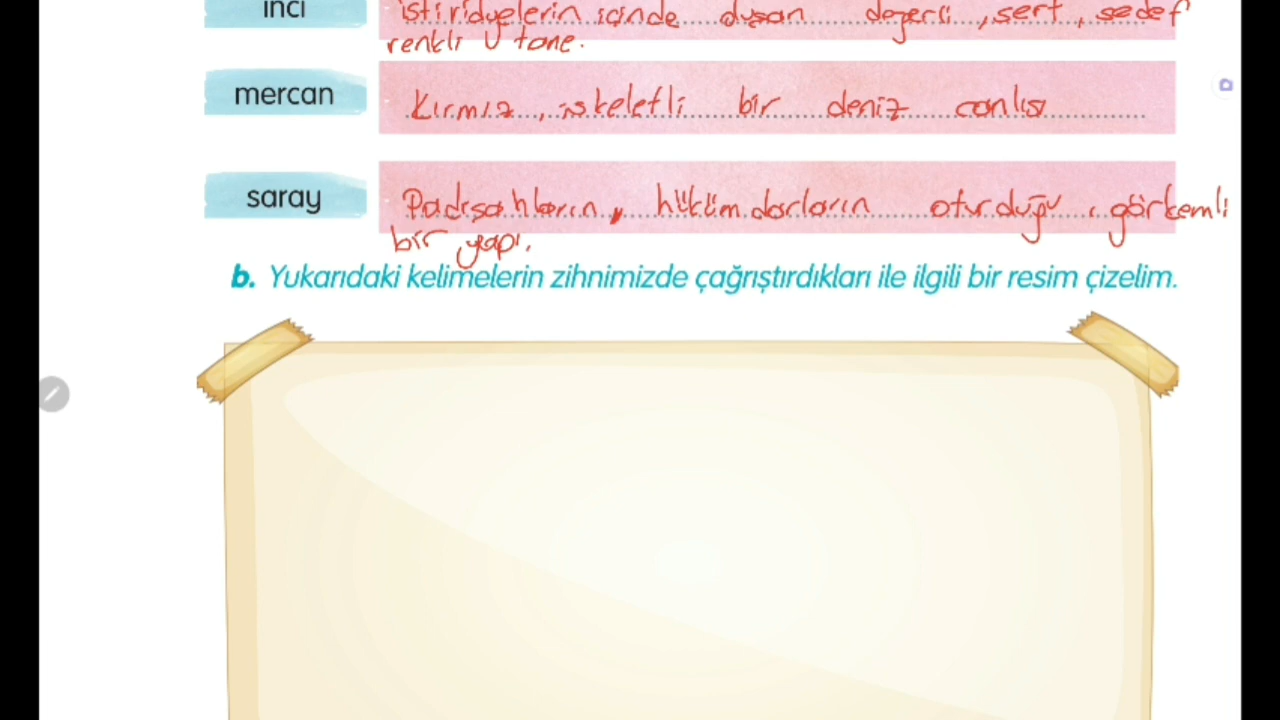 inci
istiridyelerin içinde oluşan değerli, sert, sedef
renkli tane.
mercan
Kırmızı, iskeletli bir deniz canlısı
saray
Padişahların, hükümdarların oturduğu, görkemli
bir yapı.
b. Yukarıdaki kelimelerin zihnimizde çağrıştırdıkları ile ilgili bir resim çizelim.